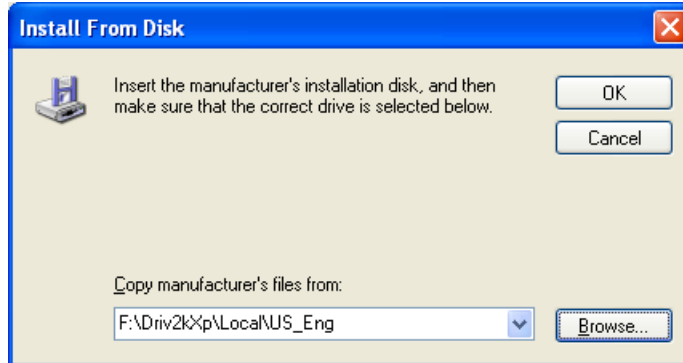 Install From Disk
Insert the manufacturer's installation disk, and then
make sure that the correct drive is selected below.
OK
Cancel
Copy manufacturer's files from:
F:\Driv2kXp\Local\US_Eng
Browse...